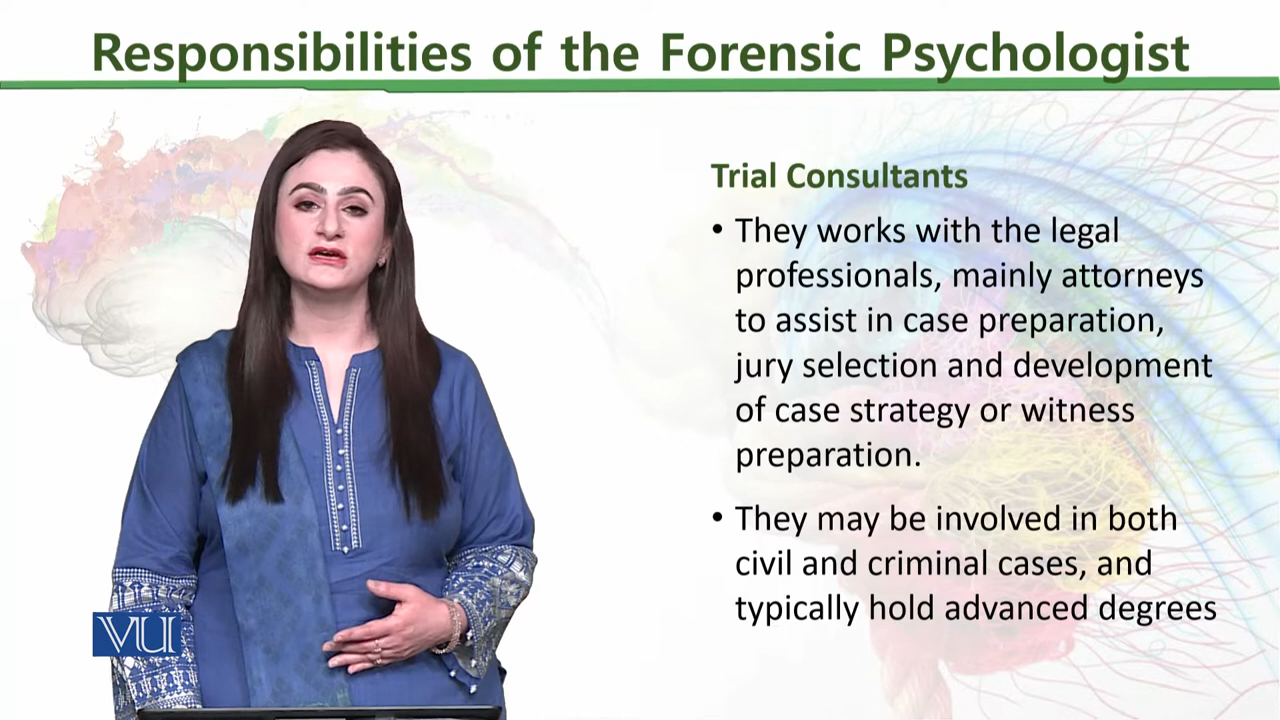 Responsibilities of the Forensic Psychologist
Trial Consultants
• They works with the legal
professionals, mainly attorneys
to assist in case preparation,
jury selection and development
of case strategy or witness
preparation.
• They may be involved in both
civil and criminal cases, and
typically hold advanced degrees
VU